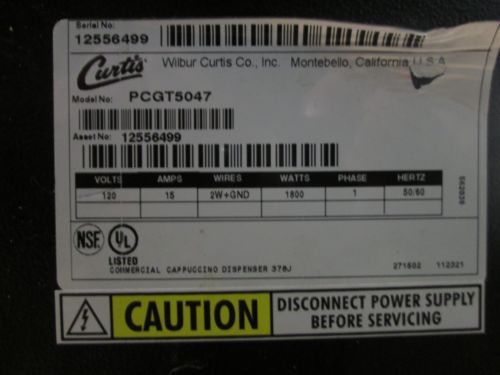 Serial No:
12556499
Curtis Wilbur Curtis Co., Inc. Montebello, California U.S.A
Model No: PCGT5047
Asset No: 12556499
VOLTS AMPS WIRES WATTS PHASE HERTZ
120 15 2W+GND 1800 1 50/60
NSF UL
LISTED
COMMERCIAL CAPPUCCINO DISPENSER 378J 271502 112321
CAUTION
DISCONNECT POWER SUPPLY
BEFORE SERVICING